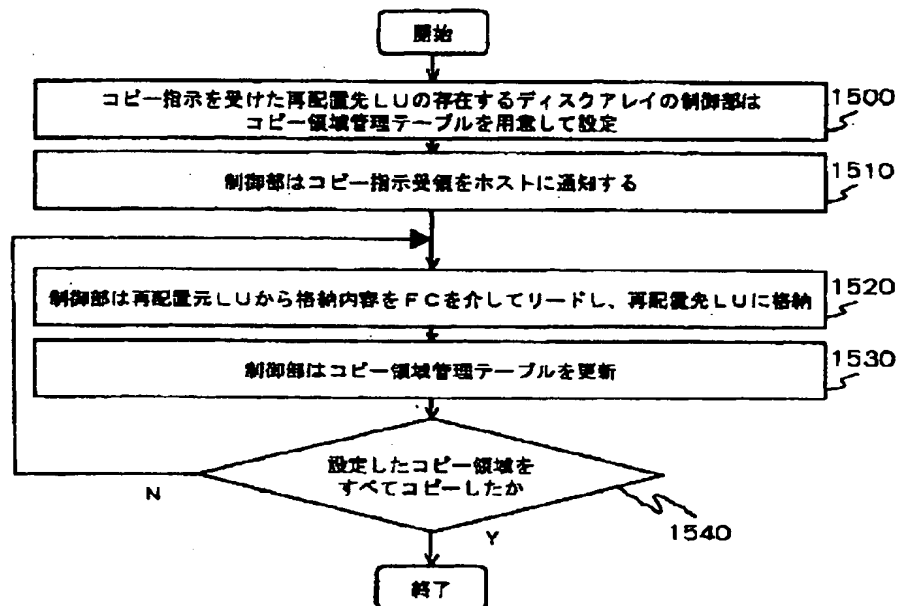 開始
コピー指示を受けた再配置先LUの存在するディスクアレイの制御部は
コピー領域管理テーブルを用意して設定
1500
制御部はコピー指示受領をホストに通知する
1510
制御部は再配置元LUから格納内容をFCを介してリードし、再配置先LUに格納
1520
制御部はコピー領域管理テーブルを更新
1530
設定したコピー領域を
すべてコピーしたか
N
Y
1540
終了